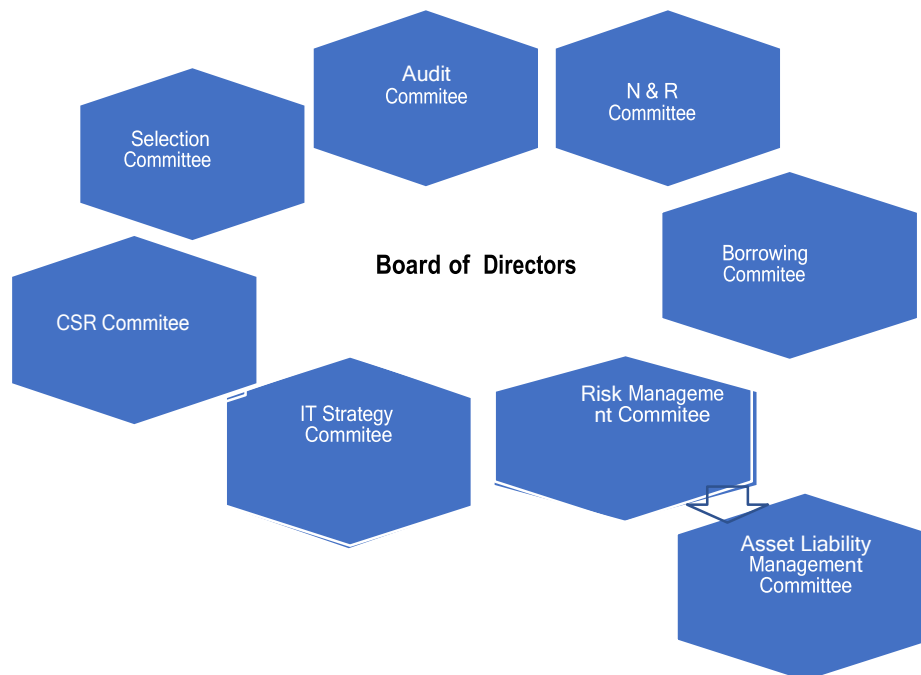 Audit
Commitee
N & R
Committee
Selection
Committee
Board of Directors
Borrowing
Commitee
CSR Commitee
IT Strategy
Commitee
Risk Manageme
nt Commitee
Asset Liability
Management
Committee